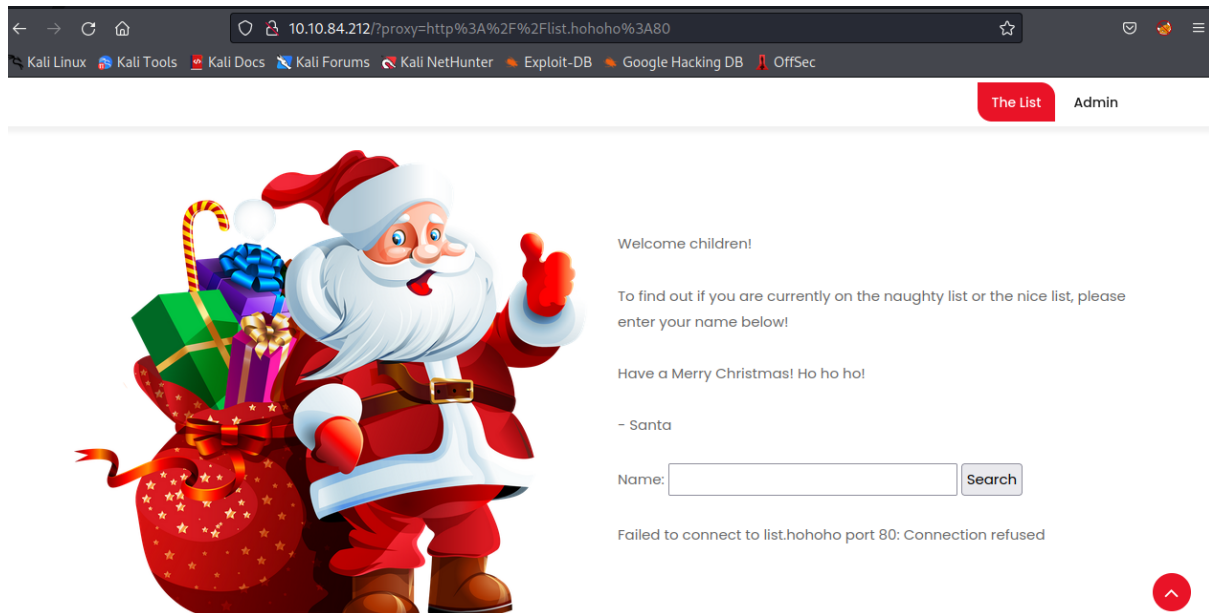 10.10.84.212/?proxy=http%3A%2F%2Flist.hohoho%3A80
Kali Linux Kali Tools Kali Docs Kali Forums Kali NetHunter Exploit-DB Google Hacking DB OffSec
The List Admin
Welcome children!
To find out if you are currently on the naughty list or the nice list, please
enter your name below!
Have a Merry Christmas! Ho ho ho!
- Santa
Name: Search
Failed to connect to list.hohoho port 80: Connection refused